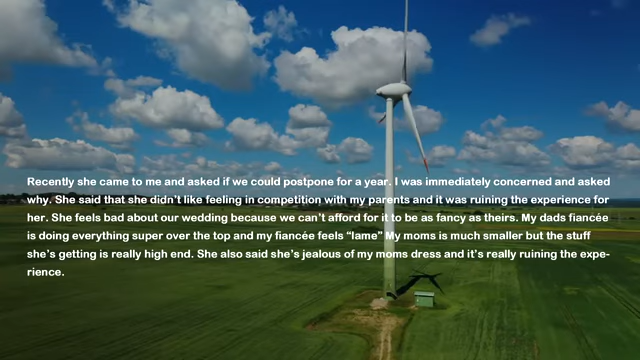 Recently she came to me and asked if we could postpone for a year. I was immediately concerned and asked
why. She said that she didn't like feeling in competition with my parents and it was ruining the experience for
her. She feels bad about our wedding because we can't afford for it to be as fancy as theirs. My dads fiancée
is doing everything super over the top and my fiancée feels “lame” My moms is much smaller but the stuff
she's getting is really high end. She also said she's jealous of my moms dress and it's really ruining the expe-
rience.